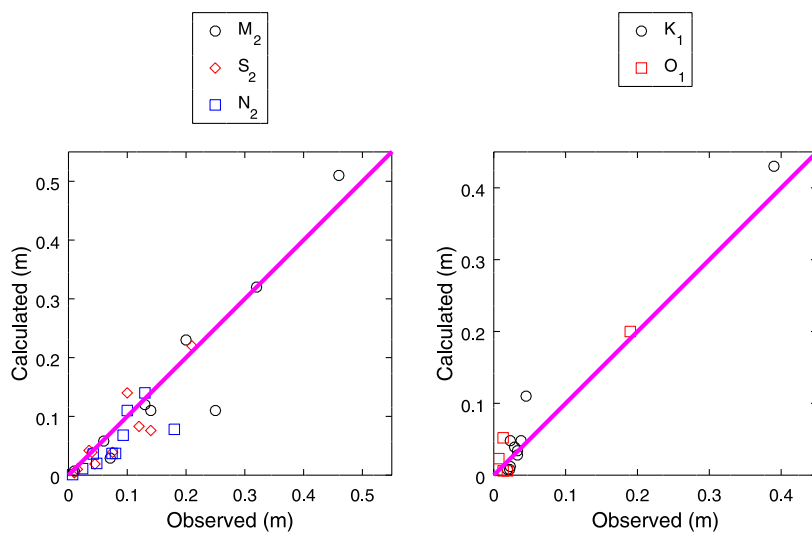 M2
S2
N2
0.5
0.4
0.3
0.2
0.1
0
0 0.1 0.2 0.3 0.4 0.5
Calculated (m)
Observed (m)
K1
O1
0.4
0.3
0.2
0.1
0
0 0.1 0.2 0.3 0.4
Calculated (m)
Observed (m)